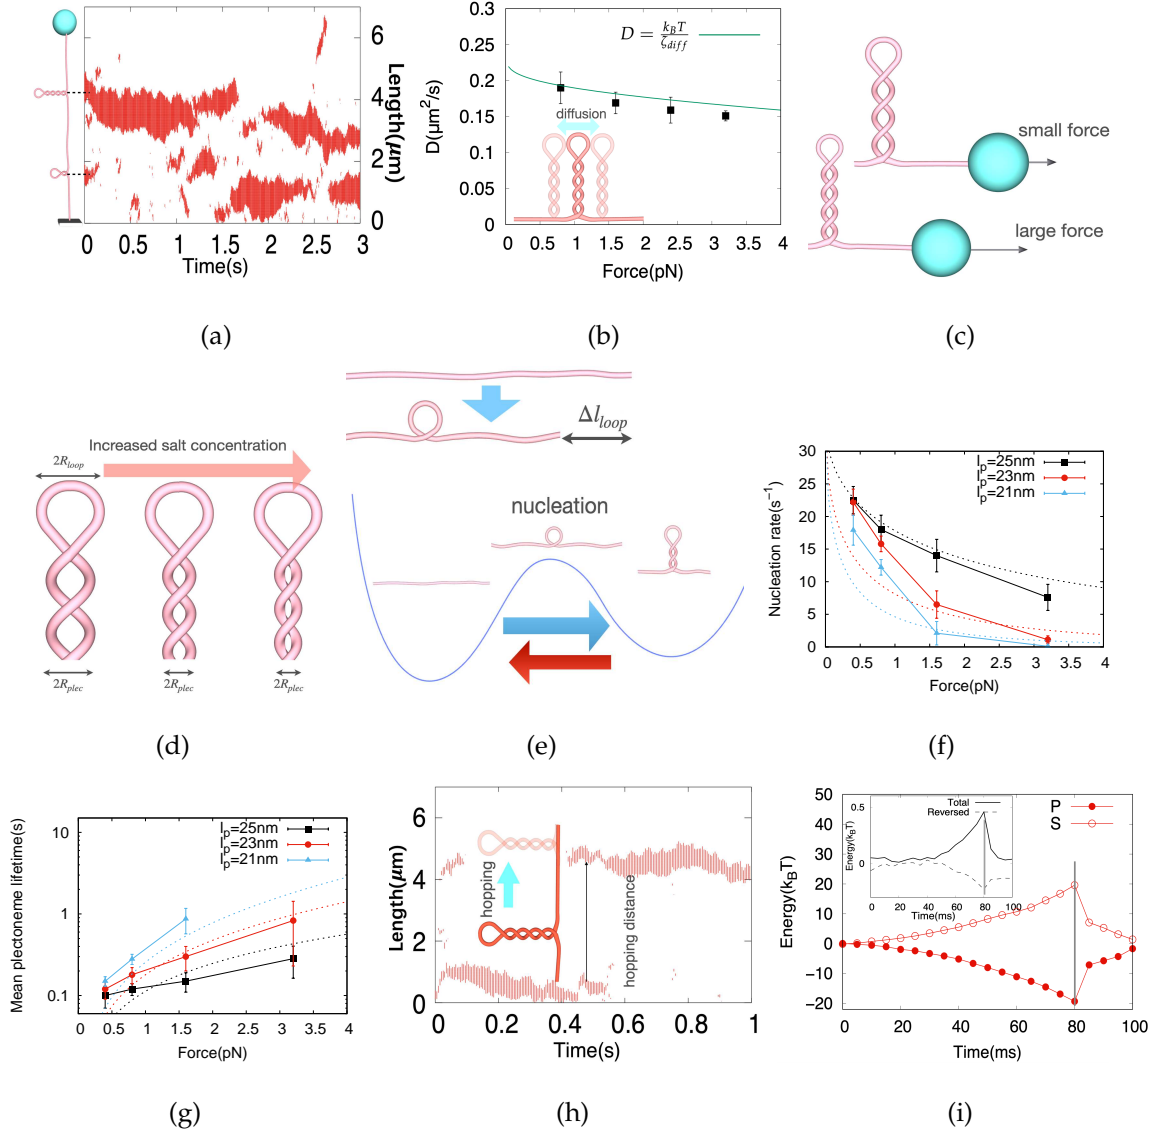 6
4
2
0
Length(μm)
0 0.5 1 1.5 2 2.5 3
Time(s)
(a)
0.3
0.25
0.2
0.15
0.1
0.05
0
D(μm²/s)
D = k_BT/ζ_diff
diffusion
0.5 1 1.5 2 2.5 3 3.5 4
Force(pN)
(b)
small force
large force
(c)
Increased salt concentration
2R_loop
2R_plec 2R_plec 2R_plec
(d)
Δl_loop
nucleation
(e)
30
25
20
15
10
5
0
Nucleation rate(s⁻¹)
l_p=25nm
l_p=23nm
l_p=21nm
0 0.5 1 1.5 2 2.5 3 3.5 4
Force(pN)
(f)
10
1
0.1
Mean plectoneme lifetime(s)
l_p=25nm
l_p=23nm
l_p=21nm
0 0.5 1 1.5 2 2.5 3 3.5 4
Force(pN)
(g)
6
4
2
0
Length(μm)
hopping
hopping distance
0 0.2 0.4 0.6 0.8 1
Time(s)
(h)
50
40
30
20
10
0
-10
-20
Energy(k_BT)
P
S
0.5
0
Energy(k_BT)
Total
Reversed
0 20 40 60 80 100
Time(ms)
0 20 40 60 80 100
Time(ms)
(i)